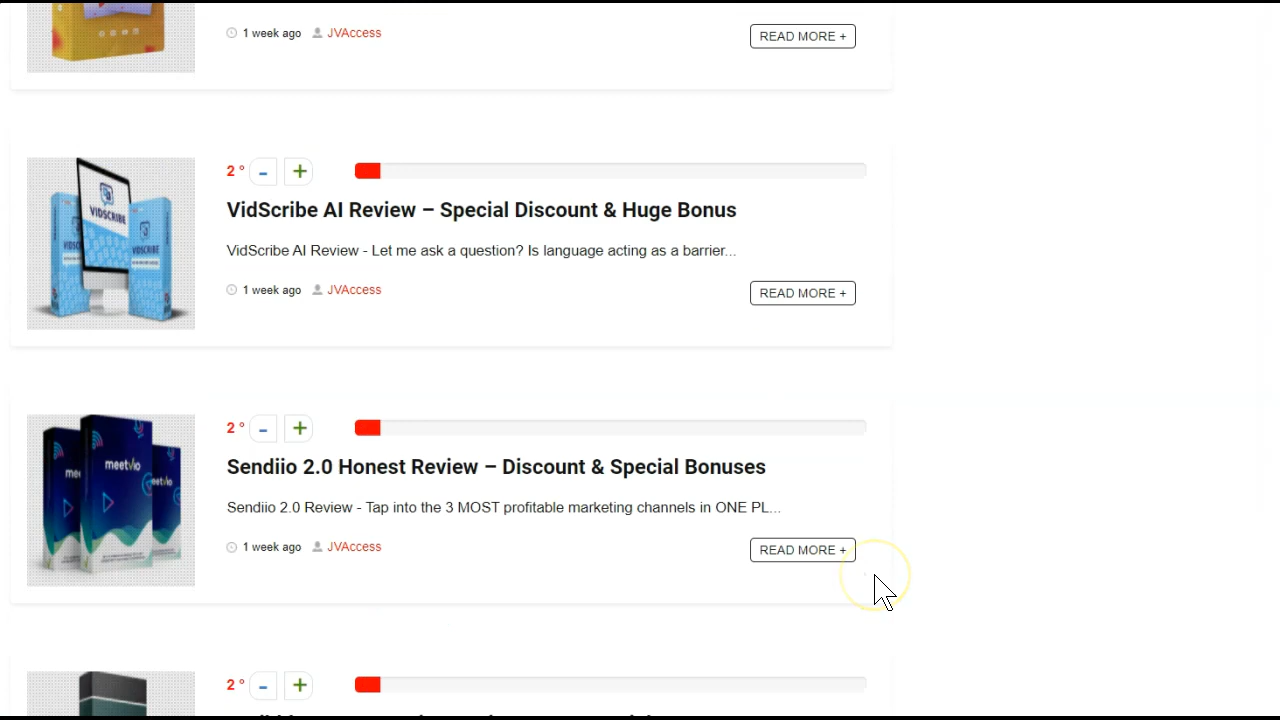 1 week ago JVAccess
READ MORE +
2 ° - +
VIDSCRIBE
VidScribe AI Review – Special Discount & Huge Bonus
VidScribe AI Review - Let me ask a question? Is language acting as a barrier...
1 week ago JVAccess
READ MORE +
2 ° - +
meetvio
Sendiio 2.0 Honest Review – Discount & Special Bonuses
Sendiio 2.0 Review - Tap into the 3 MOST profitable marketing channels in ONE PL...
1 week ago JVAccess
READ MORE +
2 ° - +